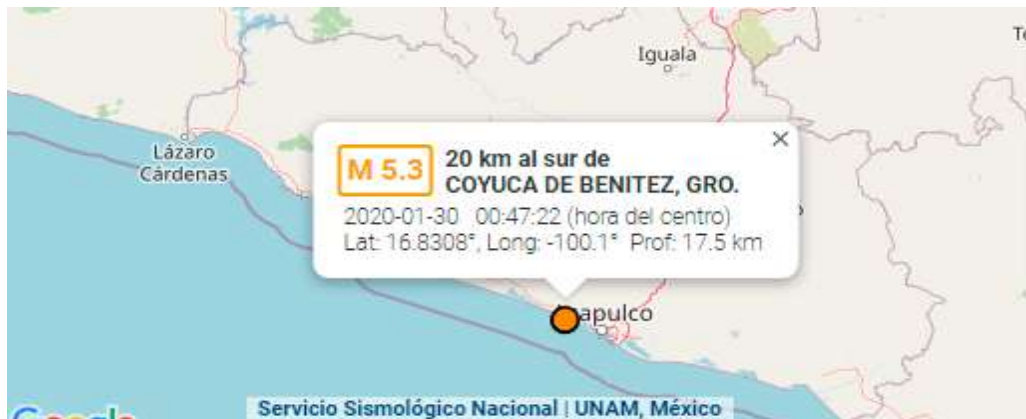 Iguala
Lázaro
Cárdenas
×
M 5.3
20 km al sur de
COYUCA DE BENITEZ, GRO.
2020-01-30 00:47:22 (hora del centro)
Lat: 16.8308°, Long: -100.1° Prof: 17.5 km
apulco
Servicio Sismológico Nacional | UNAM, México